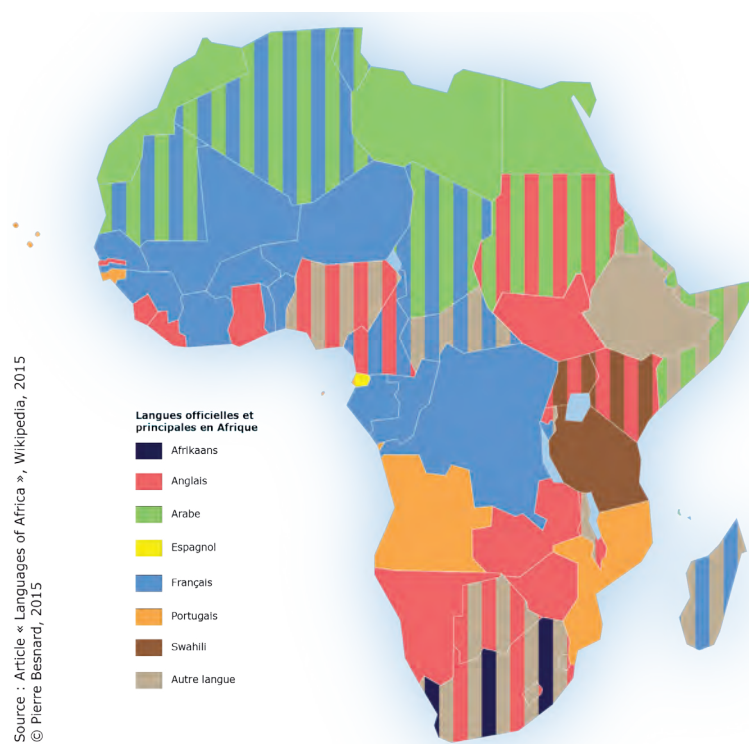 Langues officielles et
principales en Afrique
Afrikaans
Anglais
Arabe
Espagnol
Français
Portugais
Swahili
Autre langue
Source : Article « Languages of Africa », Wikipedia, 2015
© Pierre Besnard, 2015